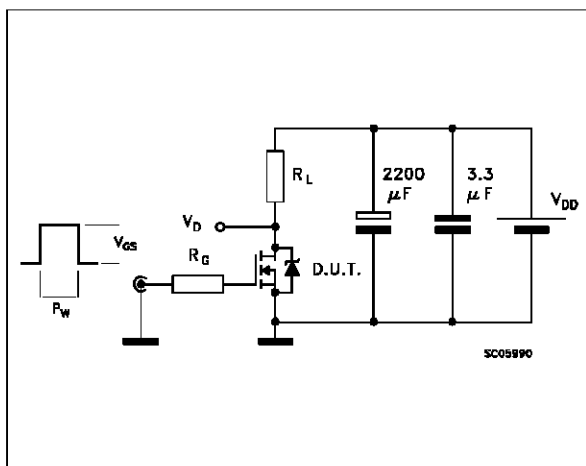 R_L
2200
µF
3.3
µF
V_DD
V_D
V_GS
R_G
D.U.T.
P_W
SC05990